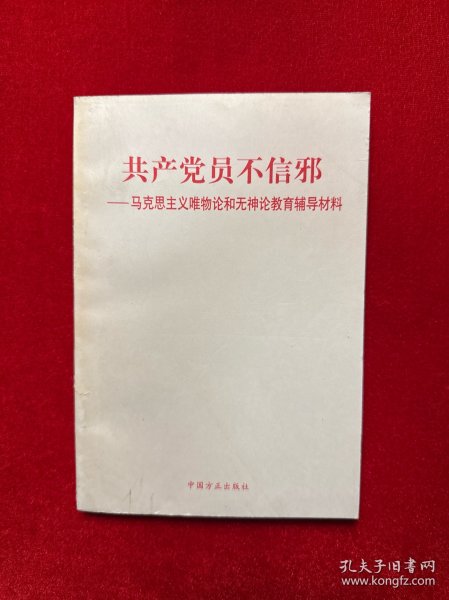 共产党员不信邪
——马克思主义唯物论和无神论教育辅导材料
中国方正出版社
孔夫子旧书网
www.kongfz.com